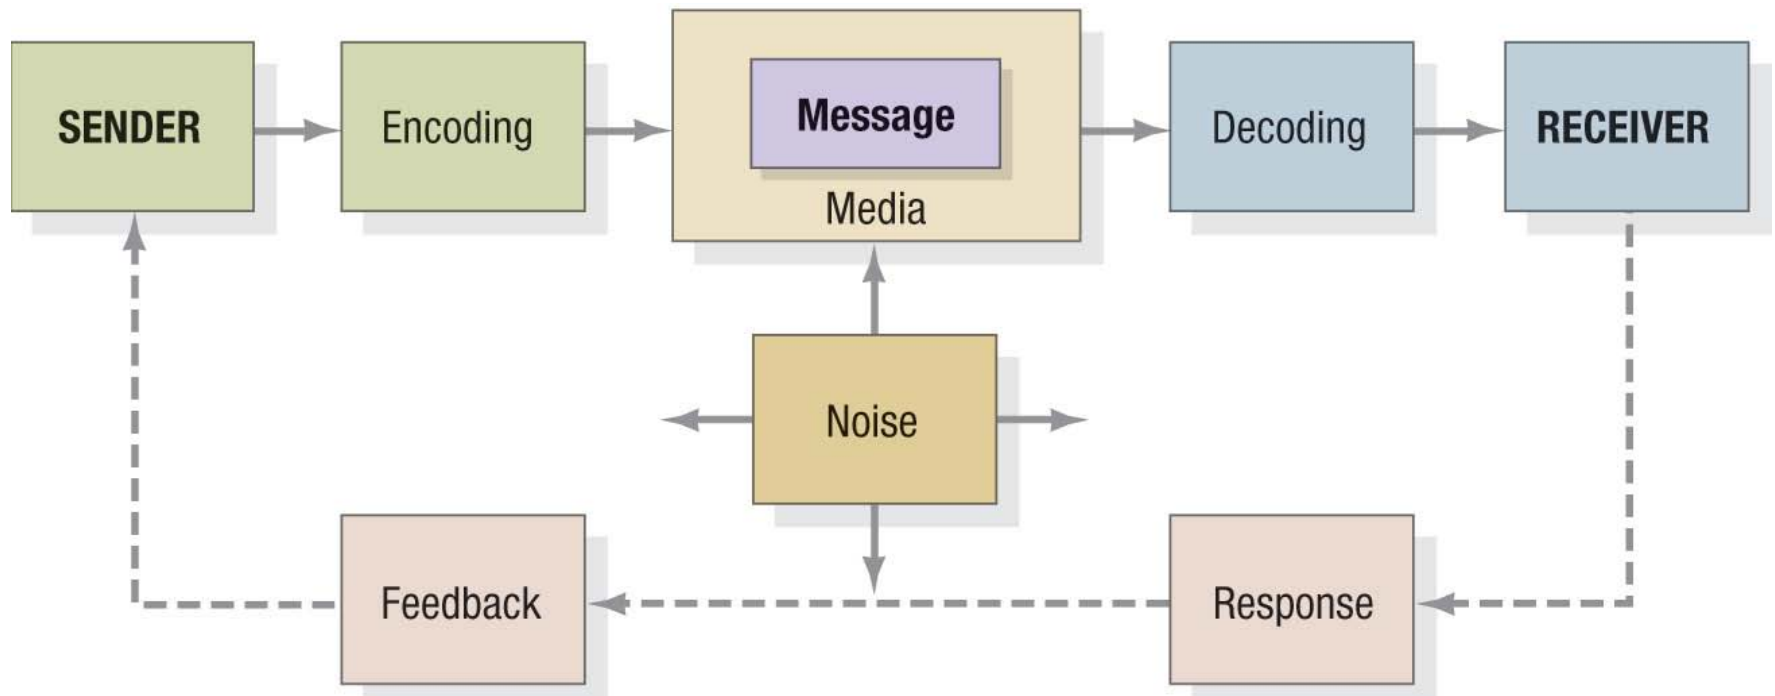 SENDER
Encoding
Message
Media
Decoding
RECEIVER
Noise
Feedback
Response